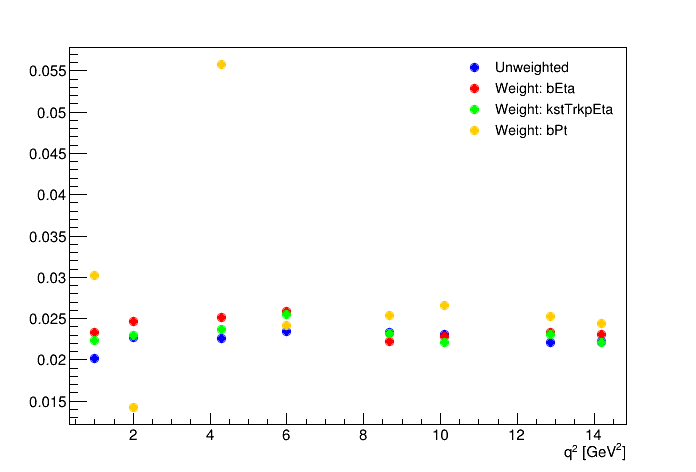 Unweighted
Weight: bEta
Weight: kstTrkpEta
Weight: bPt
0.055
0.05
0.045
0.04
0.035
0.03
0.025
0.02
0.015
2 4 6 8 10 12 14
q² [GeV²]